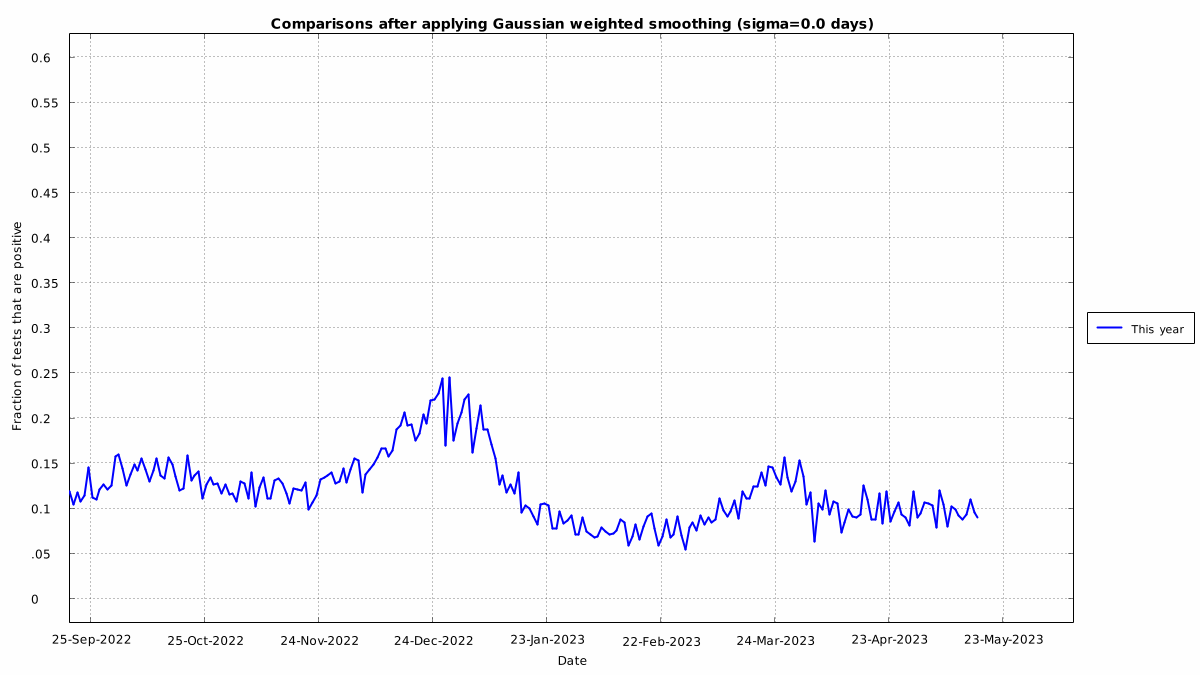 Comparisons after applying Gaussian weighted smoothing (sigma=0.0 days)
0.6
0.55
0.5
0.45
0.4
0.35
0.3
0.25
0.2
0.15
0.1
.05
0
Fraction of tests that are positive
This year
25-Sep-2022 25-Oct-2022 24-Nov-2022 24-Dec-2022 23-Jan-2023 22-Feb-2023 24-Mar-2023 23-Apr-2023 23-May-2023
Date